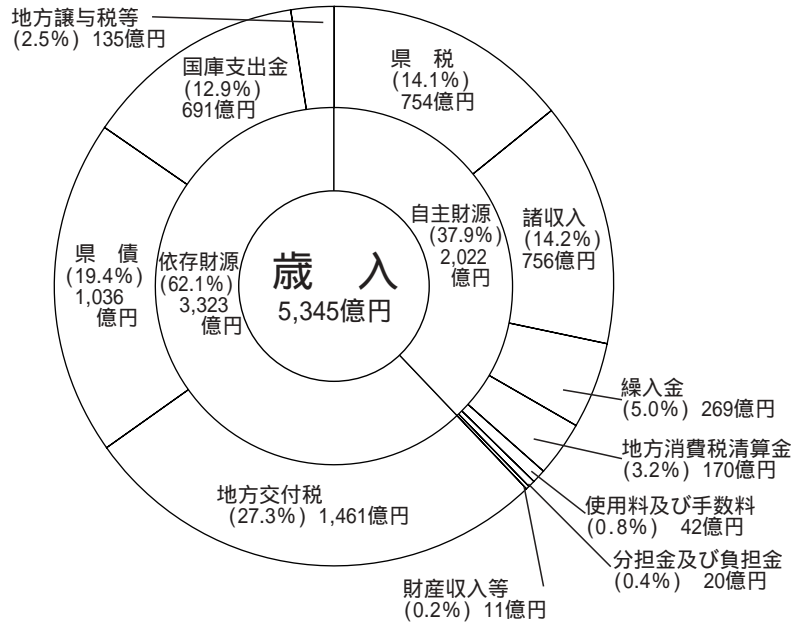 地方譲与税等
(2.5%) 135億円
国庫支出金
(12.9%)
691億円
県　税
(14.1%)
754億円
自主財源
(37.9%)
2,022
億円
諸収入
(14.2%)
756億円
県　債
(19.4%)
1,036
億円
依存財源
(62.1%)
3,323
億円
歳　入
5,345億円
繰入金
(5.0%) 269億円
地方消費税清算金
(3.2%) 170億円
地方交付税
(27.3%) 1,461億円
使用料及び手数料
(0.8%) 42億円
分担金及び負担金
(0.4%) 20億円
財産収入等
(0.2%) 11億円